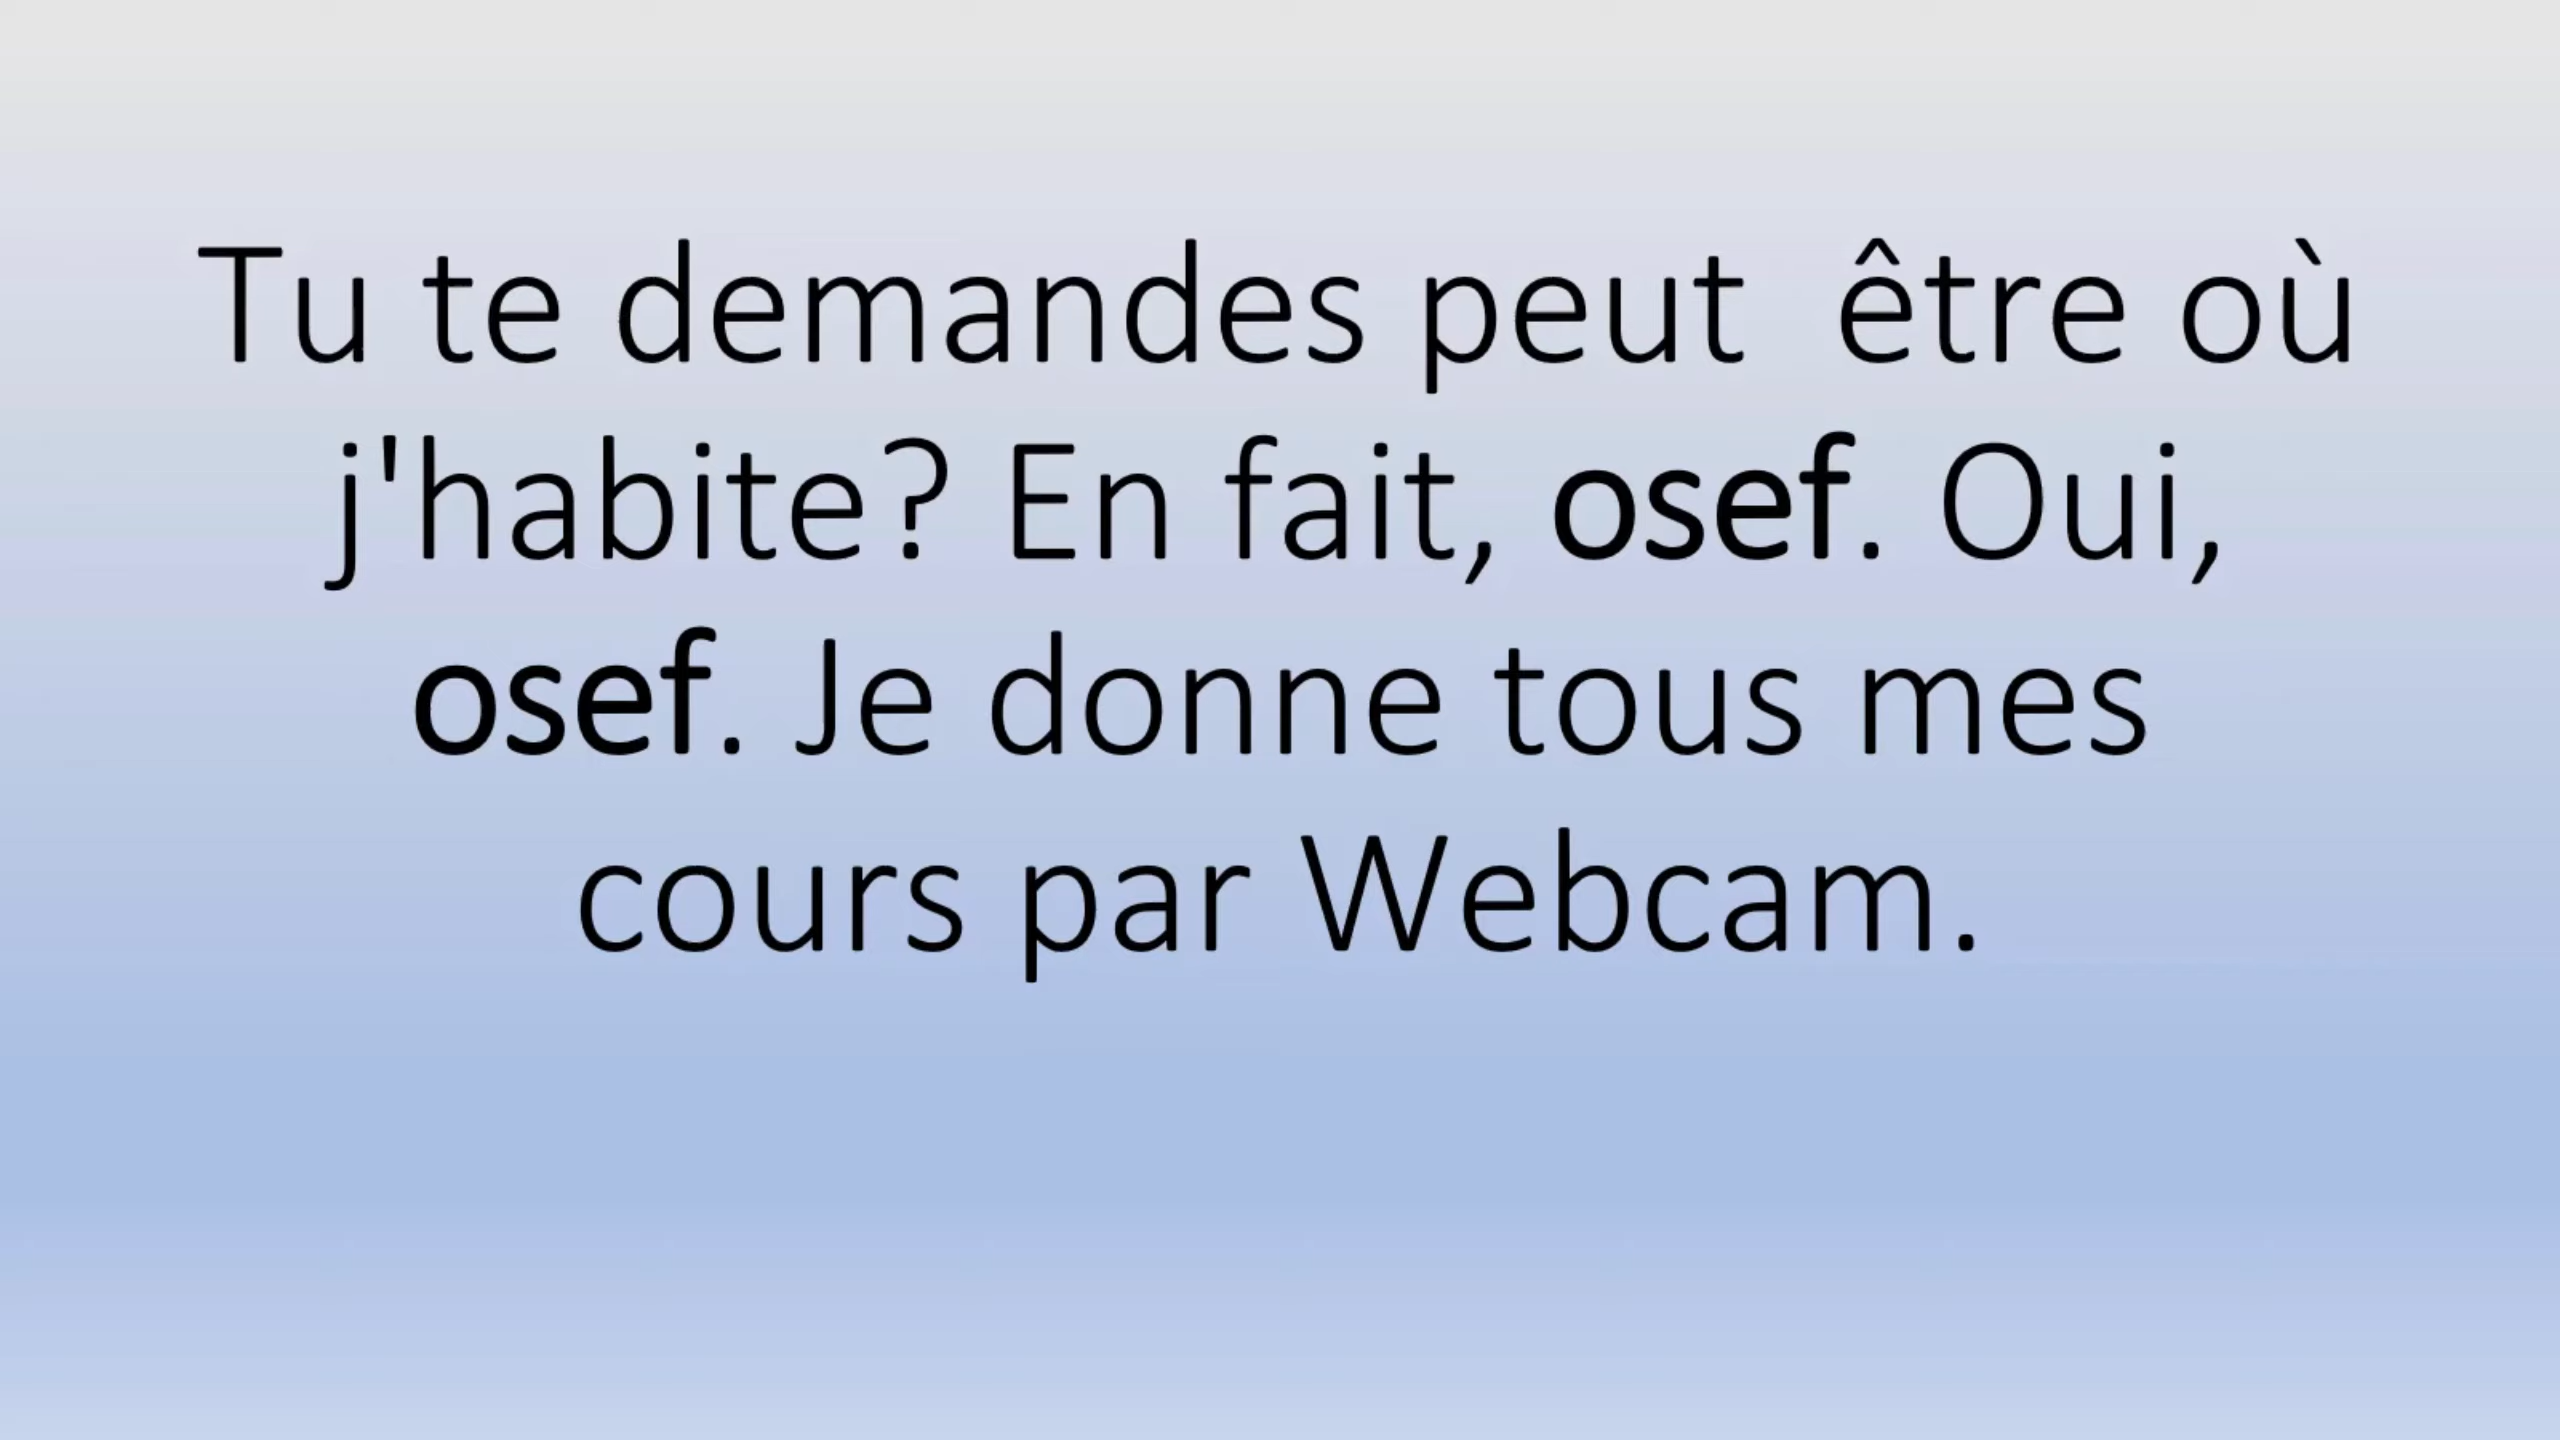 Tu te demandes peut  être où
j'habite? En fait, osef. Oui,
osef. Je donne tous mes
cours par Webcam.